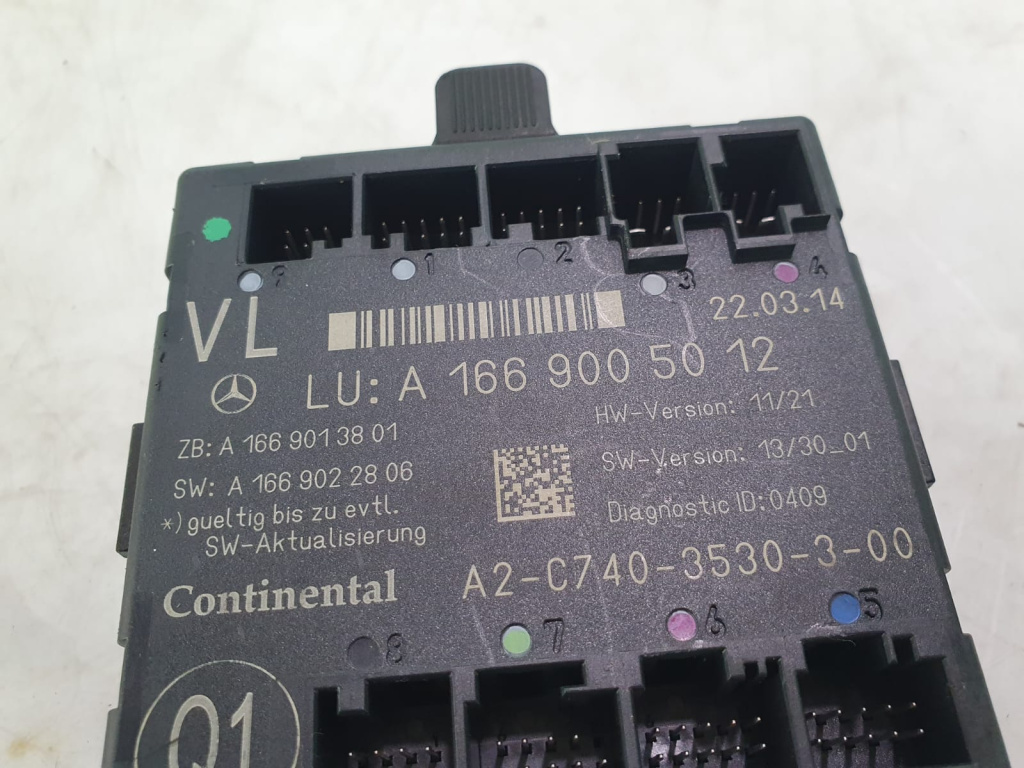 9 1 2 3 4
VL
22.03.14
LU: A 166 900 50 12
HW-Version: 11/21
ZB: A 166 901 38 01
SW-Version: 13/30_01
SW: A 166 902 28 06
Diagnostic ID:0409
*) gueltig bis zu evtl.
SW-Aktualisierung
A2-C740-3530-3-00
Continental
8 7 6 5
Q1